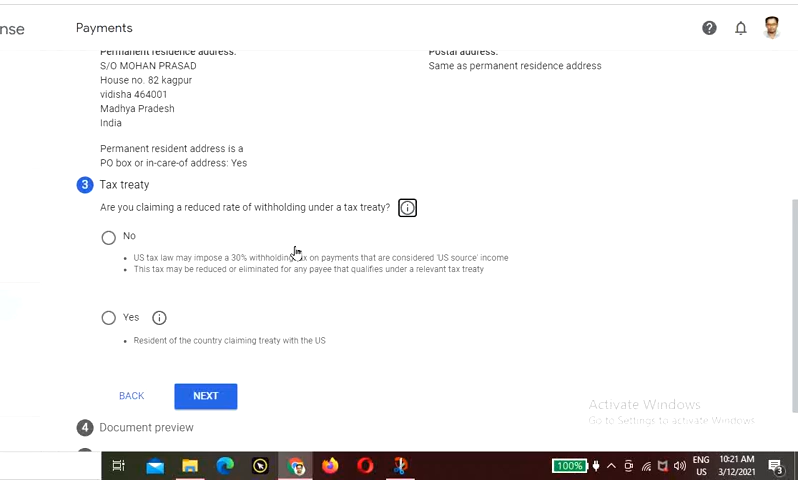 nse
Payments
Permanent residence address:
S/O MOHAN PRASAD
House no. 82 kagpur
vidisha 464001
Madhya Pradesh
India
Postal address:
Same as permanent residence address
Permanent resident address is a
PO box or in-care-of address: Yes
3 Tax treaty
Are you claiming a reduced rate of withholding under a tax treaty?
No
• US tax law may impose a 30% withholding tax on payments that are considered 'US source' income
• This tax may be reduced or eliminated for any payee that qualifies under a relevant tax treaty
Yes
• Resident of the country claiming treaty with the US
BACK
NEXT
Activate Windows
Go to Settings to activate Windows.
4 Document preview
100%
ENG
US
10:21 AM
3/12/2021
3